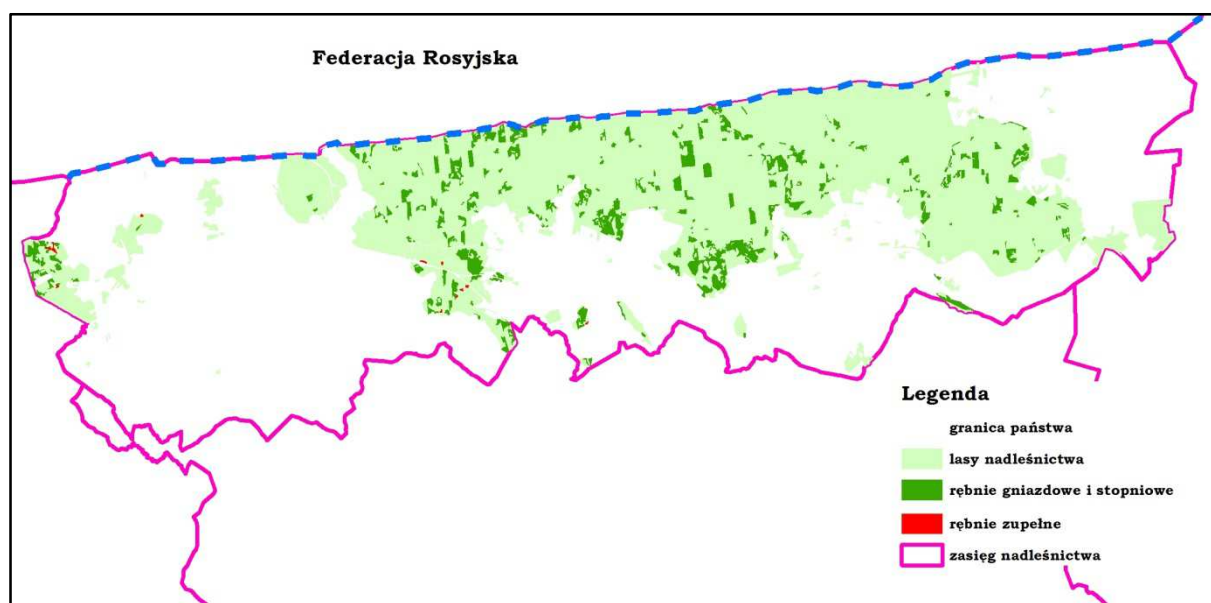 Federacja Rosyjska
Legenda
granica państwa
lasy nadleśnictwa
rębnie gniazdowe i stopniowe
rębnie zupełne
zasięg nadleśnictwa